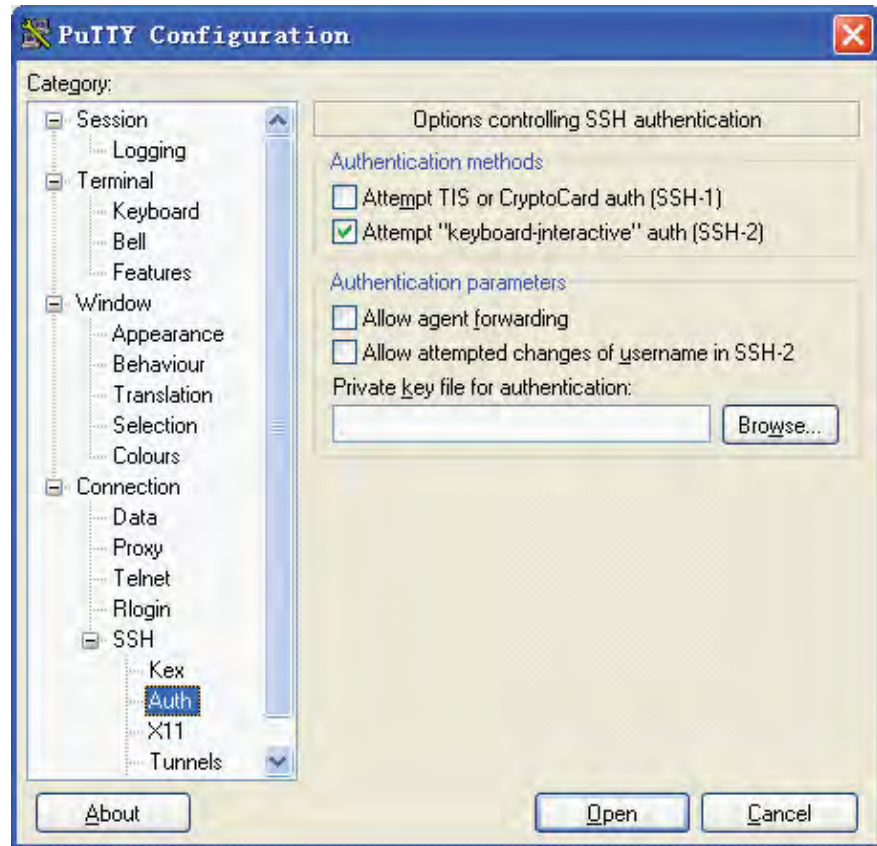 PuTTY Configuration
Category:
Session
Logging
Terminal
Keyboard
Bell
Features
Window
Appearance
Behaviour
Translation
Selection
Colours
Connection
Data
Proxy
Telnet
Rlogin
SSH
Kex
Auth
X11
Tunnels
Options controlling SSH authentication
Authentication methods
Attempt TIS or CryptoCard auth (SSH-1)
Attempt "keyboard-interactive" auth (SSH-2)
Authentication parameters
Allow agent forwarding
Allow attempted changes of username in SSH-2
Private key file for authentication:
Browse...
About
Open
Cancel